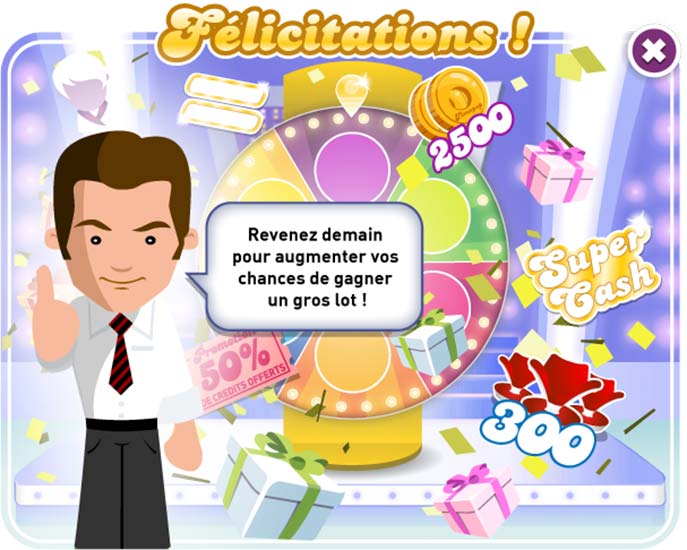 Félicitations !
2500
Revenez demain
pour augmenter vos
chances de gagner
un gros lot !
Super
Cash
Promotion
50%
DE CREDITS OFFERTS
300